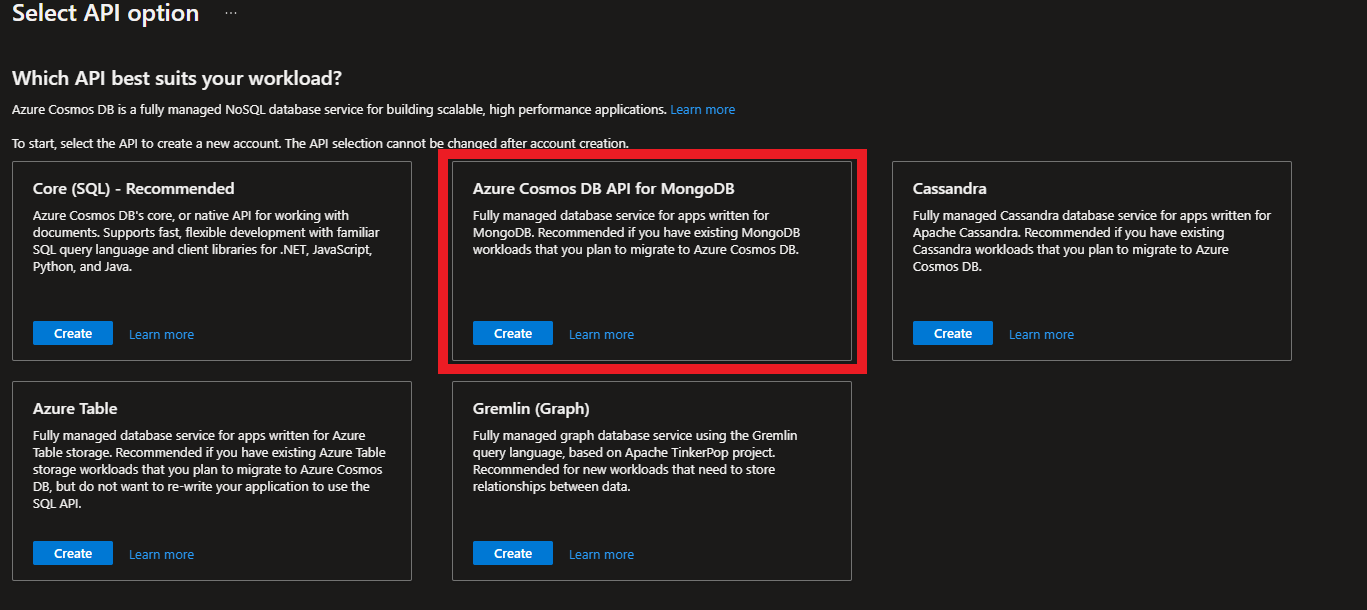 Select API option ...
Which API best suits your workload?
Azure Cosmos DB is a fully managed NoSQL database service for building scalable, high performance applications. Learn more
To start, select the API to create a new account. The API selection cannot be changed after account creation.
Core (SQL) - Recommended
Azure Cosmos DB's core, or native API for working with
documents. Supports fast, flexible development with familiar
SQL query language and client libraries for .NET, JavaScript,
Python, and Java.
Create Learn more
Azure Cosmos DB API for MongoDB
Fully managed database service for apps written for
MongoDB. Recommended if you have existing MongoDB
workloads that you plan to migrate to Azure Cosmos DB.
Create Learn more
Cassandra
Fully managed Cassandra database service for apps written for
Apache Cassandra. Recommended if you have existing
Cassandra workloads that you plan to migrate to Azure
Cosmos DB.
Create Learn more
Azure Table
Fully managed database service for apps written for Azure
Table storage. Recommended if you have existing Azure Table
storage workloads that you plan to migrate to Azure Cosmos
DB, but do not want to re-write your application to use the
SQL API.
Create Learn more
Gremlin (Graph)
Fully managed graph database service using the Gremlin
query language, based on Apache TinkerPop project.
Recommended for new workloads that need to store
relationships between data.
Create Learn more